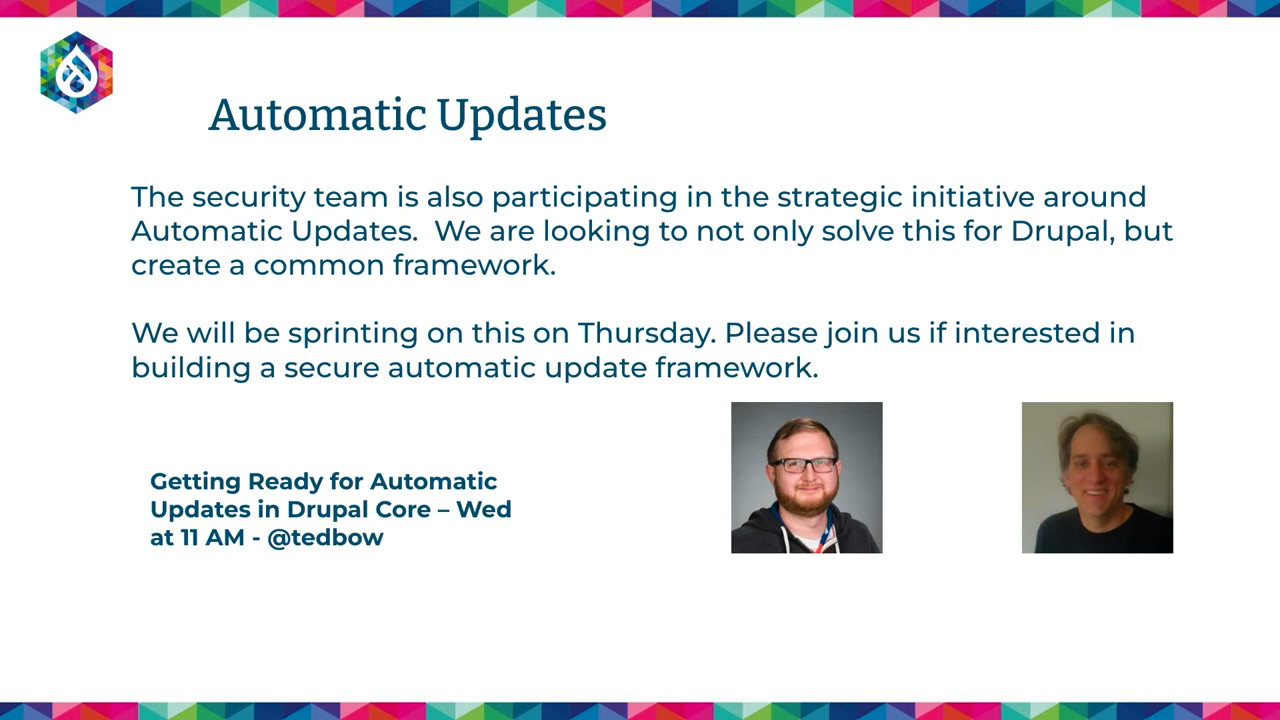 Automatic Updates
The security team is also participating in the strategic initiative around
Automatic Updates.  We are looking to not only solve this for Drupal, but
create a common framework.
We will be sprinting on this on Thursday. Please join us if interested in
building a secure automatic update framework.
Getting Ready for Automatic
Updates in Drupal Core – Wed
at 11 AM - @tedbow